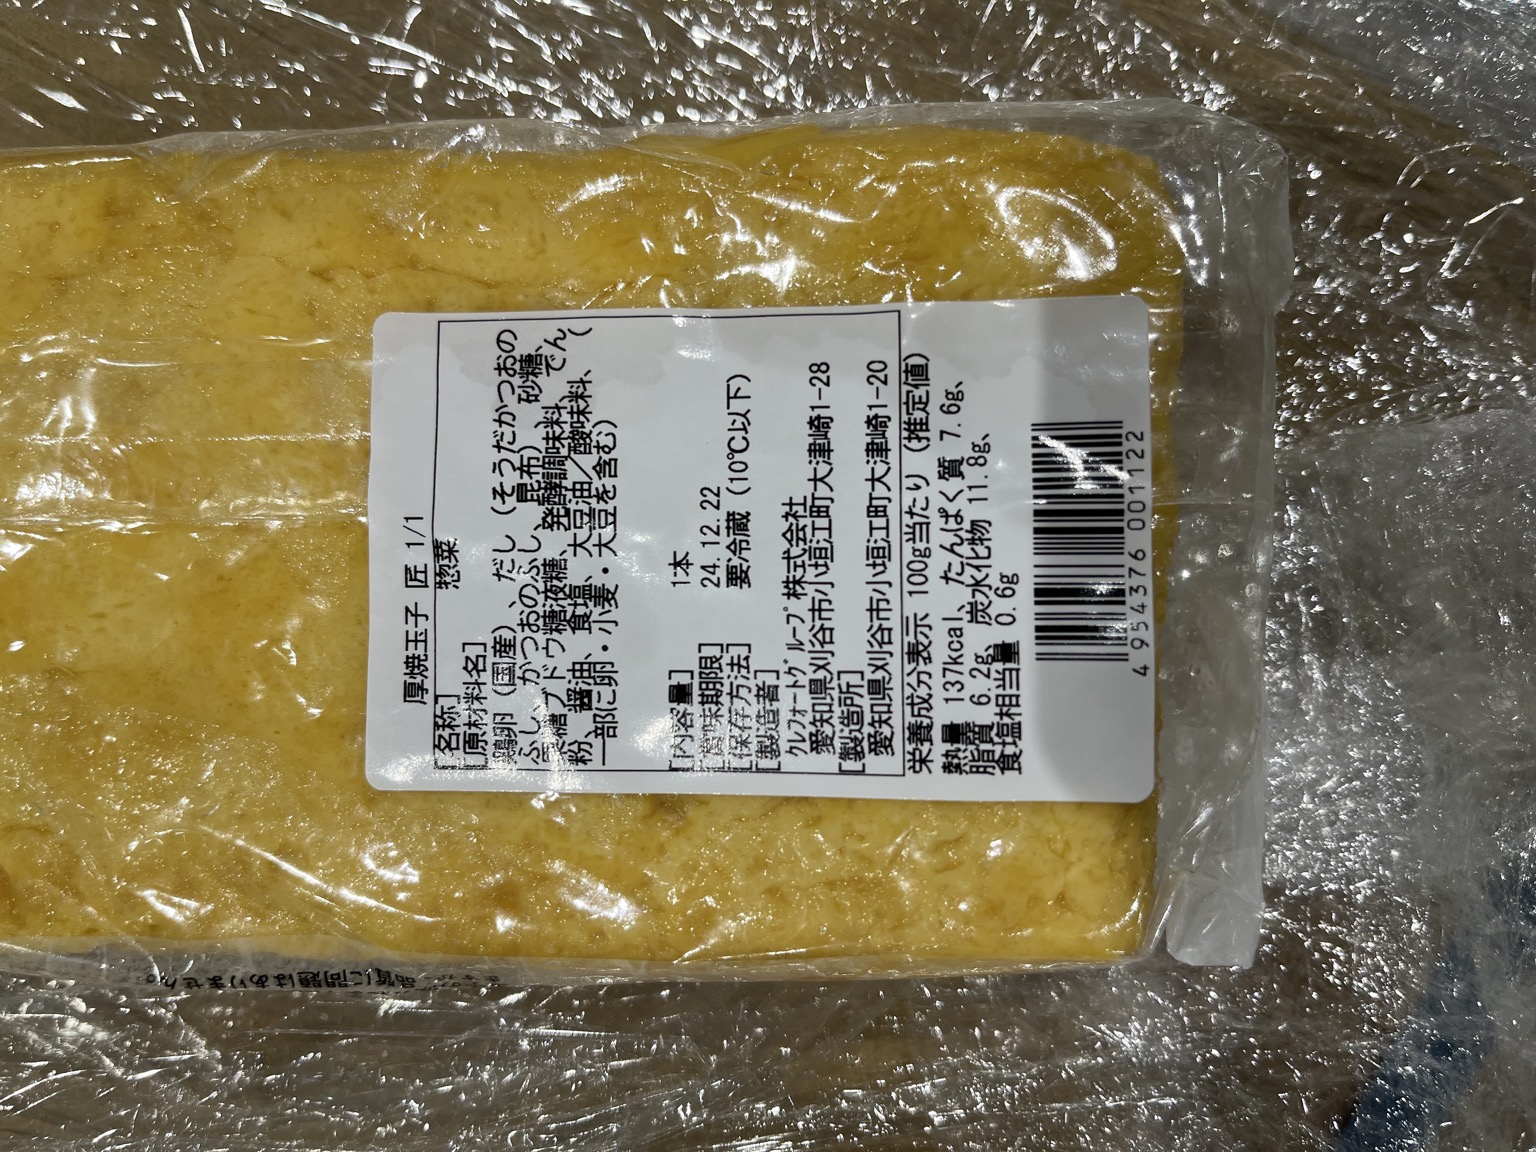 厚焼玉子 匠 1/1
[名称] 惣菜
[原材料名]
鶏卵（国産）、だし（そうだかつおの
ふし、かつおのふし、昆布）、砂糖、
果糖ブドウ糖液糖、発酵調味料、でん
粉、醤油、食塩、大豆油／酸味料、（
一部に卵・小麦・大豆を含む）
[内容量] 1本
[賞味期限] 24.12.22
[保存方法] 要冷蔵（10℃以下）
[製造者]
ｸﾚﾌｫｰﾄｸﾞﾙｰﾌﾟ株式会社
愛知県刈谷市小垣江町大津崎1-28
[製造所]
愛知県刈谷市小垣江町大津崎1-20
栄養成分表示 100g当たり（推定値）
熱量 137kcal、たんぱく質 7.6g、
脂質 6.2g、炭水化物 11.8g、
食塩相当量 0.6g
4 954376 001122